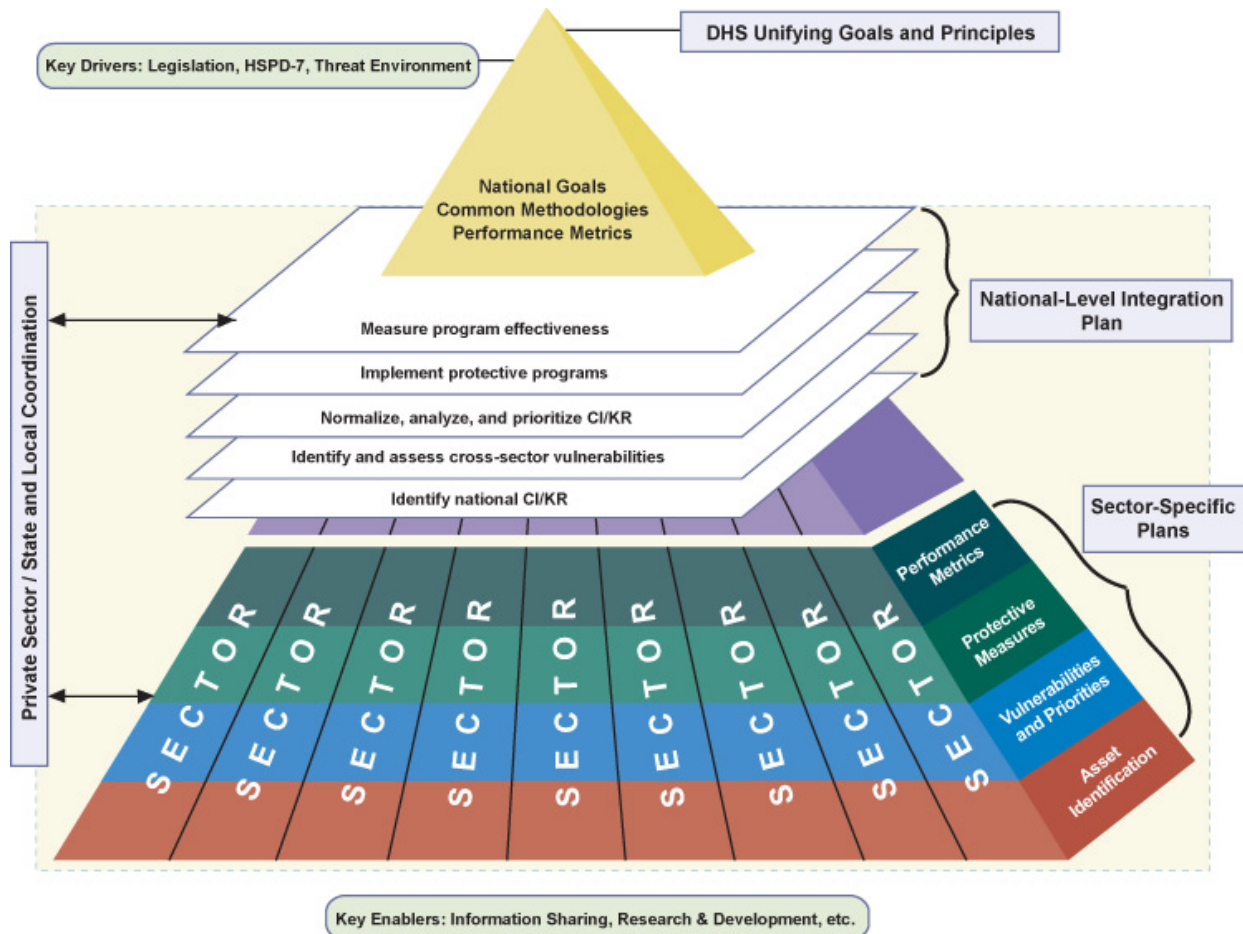 DHS Unifying Goals and Principles
Key Drivers: Legislation, HSPD-7, Threat Environment
National Goals
Common Methodologies
Performance Metrics
Private Sector / State and Local Coordination
National-Level Integration
Plan
Measure program effectiveness
Implement protective programs
Normalize, analyze, and prioritize CI/KR
Identify and assess cross-sector vulnerabilities
Identify national CI/KR
Sector-Specific
Plans
Performance
Metrics
Protective
Measures
Vulnerabilities
and Priorities
Asset
Identification
SECTOR
SECTOR
SECTOR
SECTOR
SECTOR
SECTOR
SECTOR
SECTOR
SECTOR
Key Enablers: Information Sharing, Research & Development, etc.